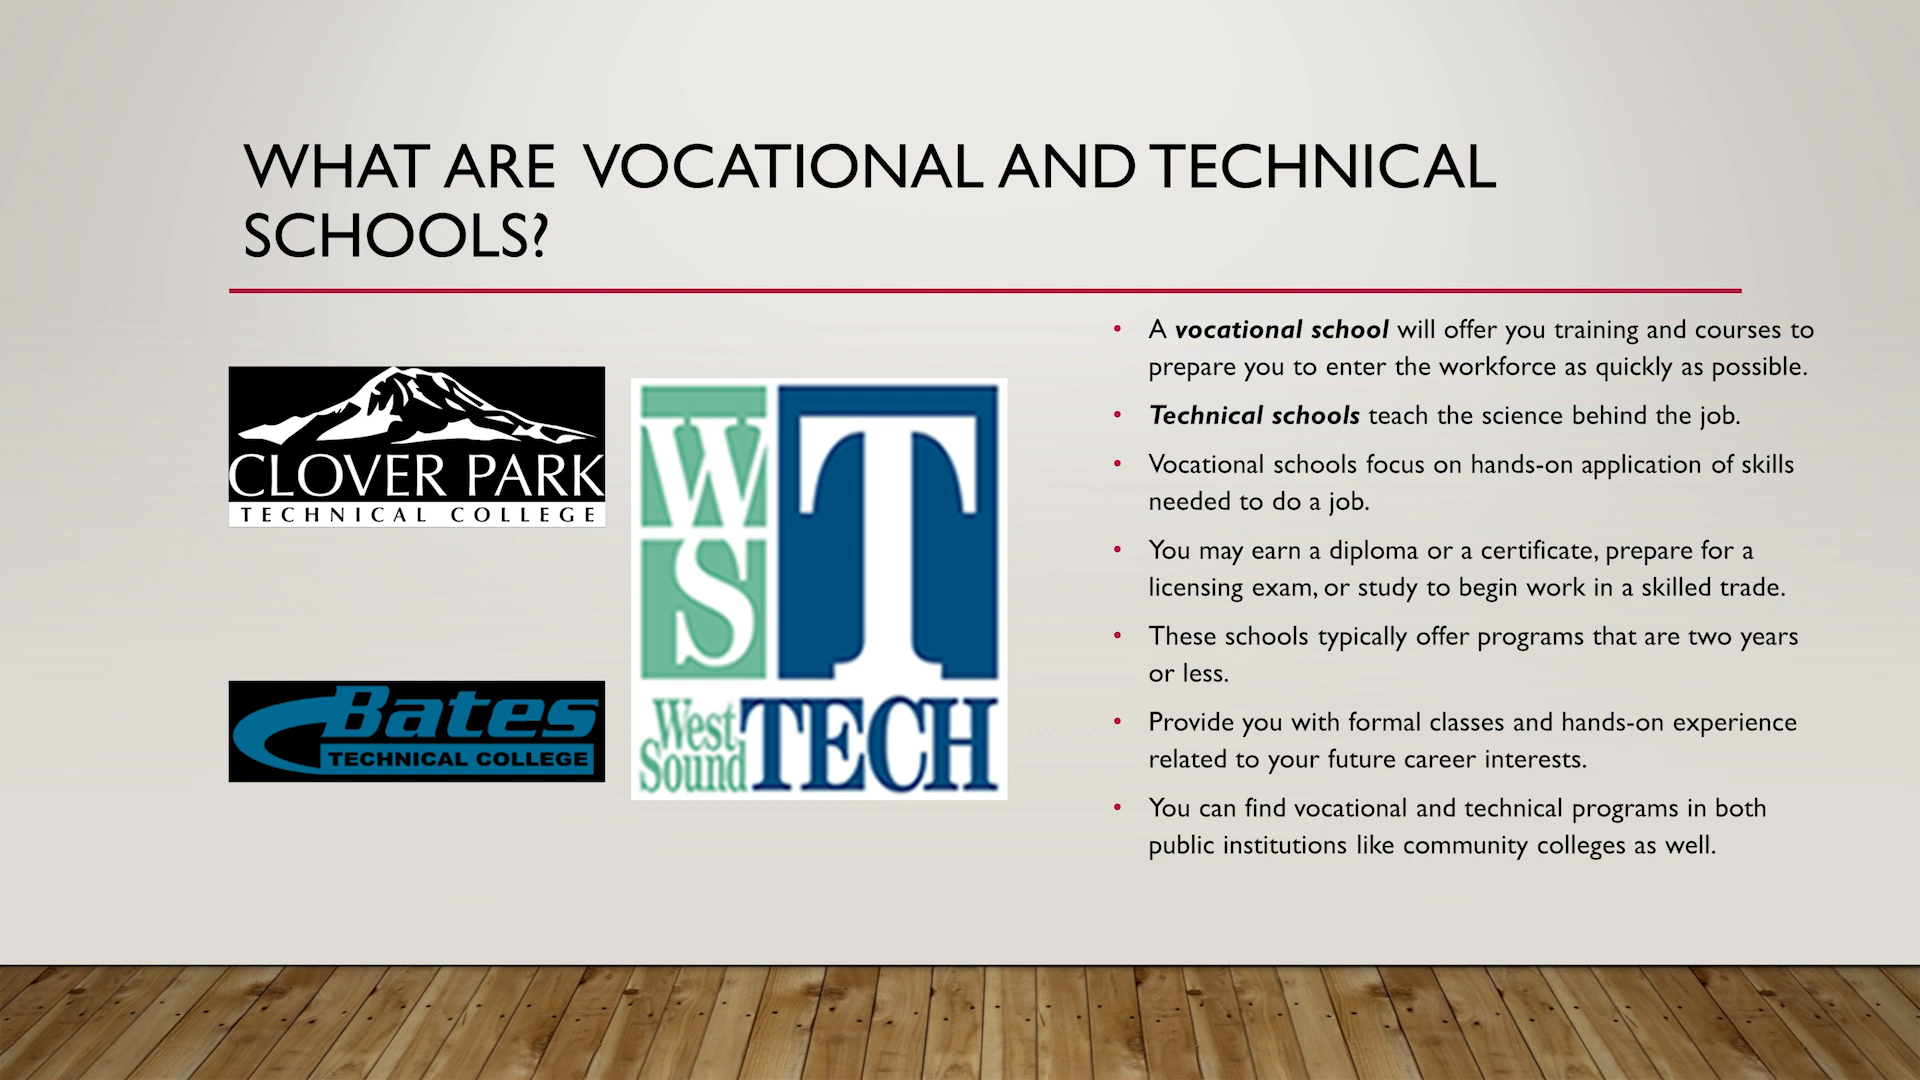 WHAT ARE  VOCATIONAL AND TECHNICAL
SCHOOLS?
CLOVER PARK
TECHNICAL COLLEGE
Bates
TECHNICAL COLLEGE
W T
S
West
Sound TECH
• A vocational school will offer you training and courses to
prepare you to enter the workforce as quickly as possible.
• Technical schools teach the science behind the job.
• Vocational schools focus on hands-on application of skills
needed to do a job.
• You may earn a diploma or a certificate, prepare for a
licensing exam, or study to begin work in a skilled trade.
• These schools typically offer programs that are two years
or less.
• Provide you with formal classes and hands-on experience
related to your future career interests.
• You can find vocational and technical programs in both
public institutions like community colleges as well.